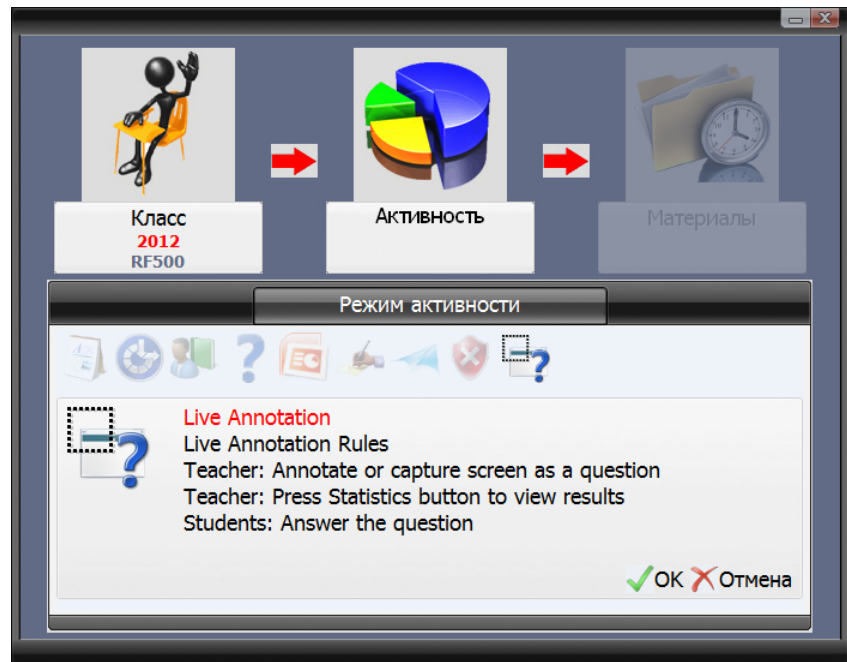 Класс
2012
RF500
Активность
Материалы
Режим активности
Live Annotation
Live Annotation Rules
Teacher: Annotate or capture screen as a question
Teacher: Press Statistics button to view results
Students: Answer the question
OK Отмена